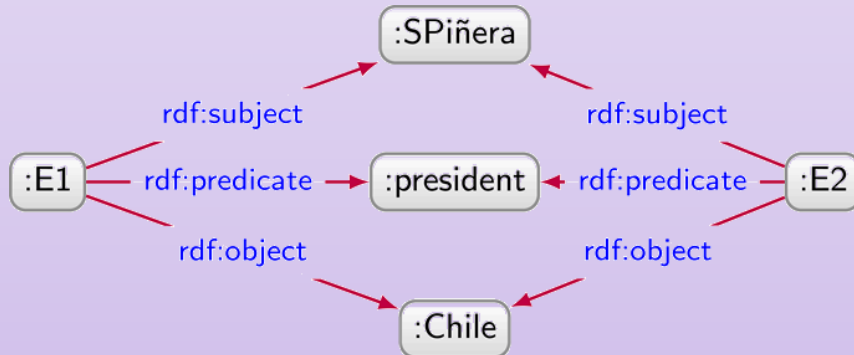 :SPiñera
rdf:subject rdf:subject
:E1 rdf:predicate :president rdf:predicate :E2
rdf:object rdf:object
:Chile